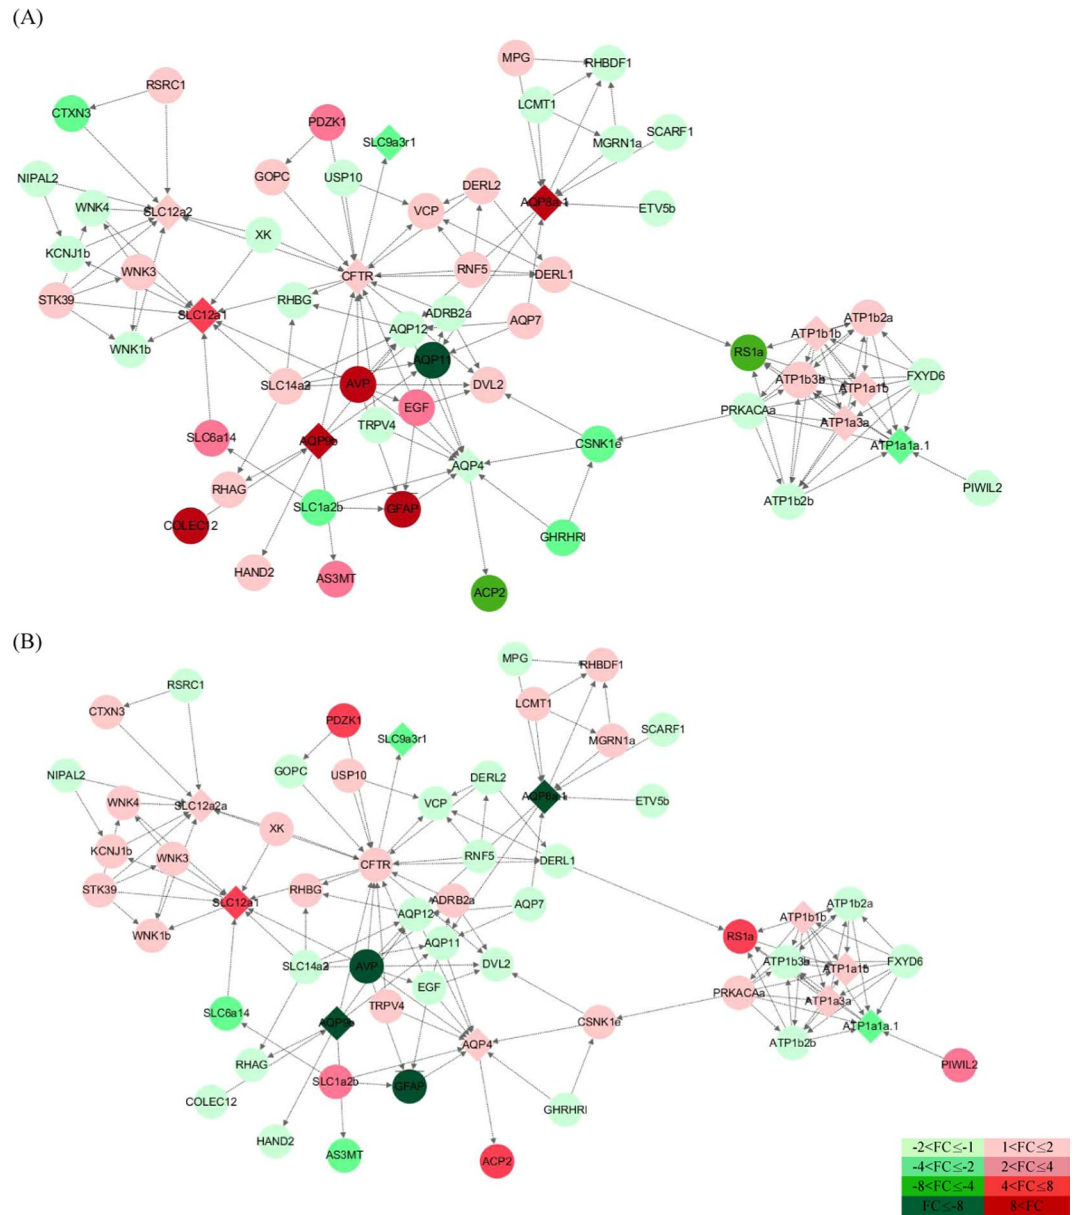 (A)
MPG
RHBDF1
RSRC1
CTXN3
LCMT1
PDZK1
SLC9a3r1
SCARF1
MGRN1a
NIPAL2
GOPC
USP10
DERL2
AQP8a.1
WNK4
SLC12a2
VCP
ETV5b
XK
KCNJ1b
WNK3
CFTR
RNF5
DERL1
STK39
RHBG
ADRB2a
SLC12a1
AQP12
AQP7
ATP1b2a
ATP1b1b
WNK1b
AQP11
RS1a
SLC14a2
AVP
DVL2
ATP1b3b
ATP1a1b
FXYD6
EGF
PRKACAa
TRPV4
ATP1a3a
SLC6a14
AQP9b
CSNK1e
ATP1a1a.1
AQP4
RHAG
PIWIL2
ATP1b2b
SLC1a2b
GFAP
COLEC12
GHRHRl
HAND2
AS3MT
ACP2
(B)
MPG
RHBDF1
RSRC1
LCMT1
CTXN3
PDZK1
SLC9a3r1
SCARF1
MGRN1a
NIPAL2
GOPC
USP10
DERL2
AQP8a.1
ETV5b
WNK4
SLC12a2a
VCP
XK
KCNJ1b
WNK3
CFTR
RNF5
DERL1
STK39
RHBG
ADRB2a
SLC12a1
AQP12
AQP7
ATP1b2a
ATP1b1b
WNK1b
AQP11
RS1a
SLC14a2
AVP
DVL2
ATP1b3b
ATP1a1b
FXYD6
EGF
PRKACAa
TRPV4
ATP1a3a
SLC6a14
AQP9b
CSNK1e
ATP1a1a.1
AQP4
ATP1b2b
RHAG
PIWIL2
SLC1a2b
GFAP
COLEC12
GHRHRl
HAND2
AS3MT
ACP2
-2<FC≤-1 1<FC≤2
-4<FC≤-2 2<FC≤4
-8<FC≤-4 4<FC≤8
FC≤-8 8<FC